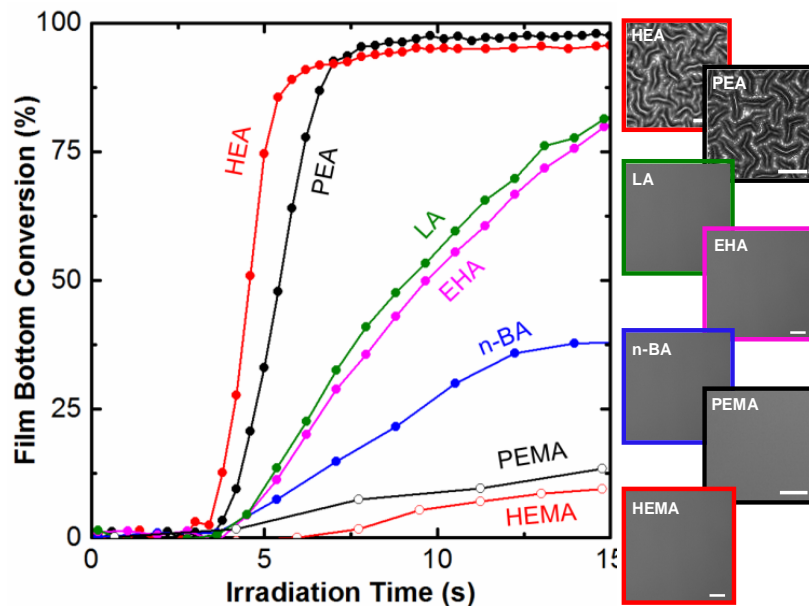 Film Bottom Conversion (%)
100
75
50
25
0
0
5
10
15
Irradiation Time (s)
HEA
PEA
LA
EHA
n-BA
PEMA
HEMA
HEA
PEA
LA
EHA
n-BA
PEMA
HEMA